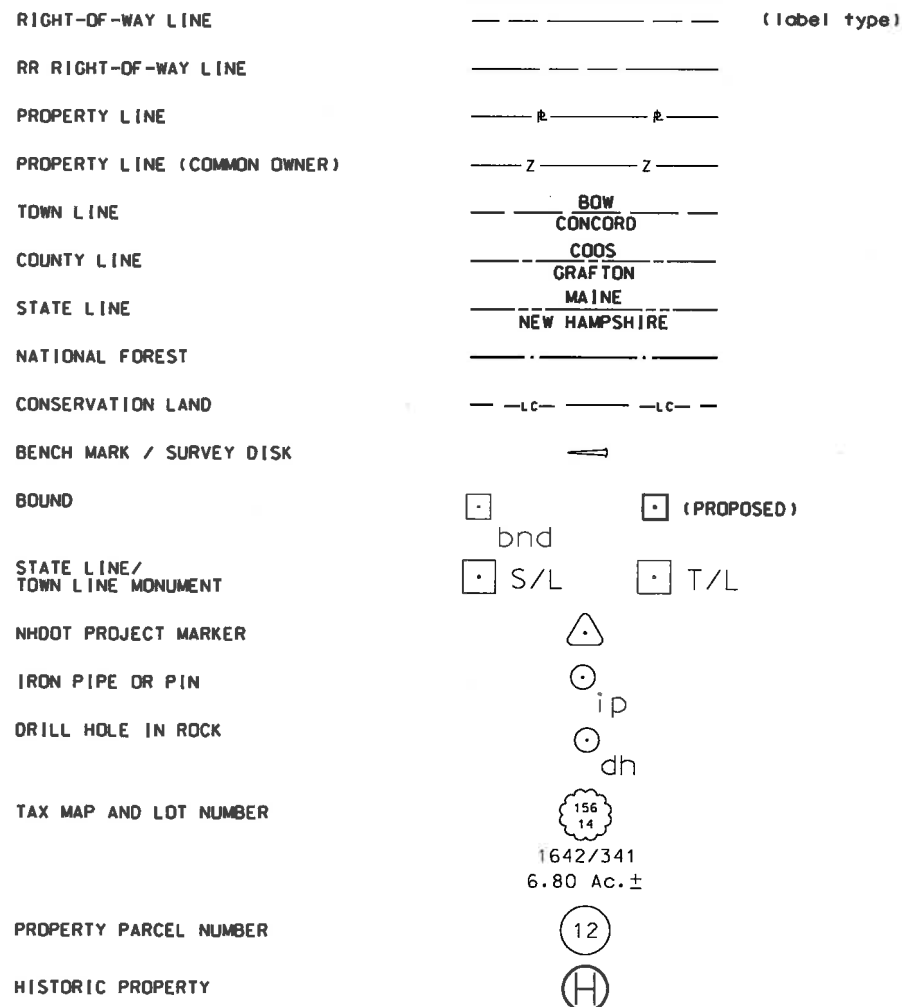 RIGHT-OF-WAY LINE (label type)
RR RIGHT-OF-WAY LINE
PROPERTY LINE PL PL
PROPERTY LINE (COMMON OWNER) Z Z
TOWN LINE BOW
CONCORD
COUNTY LINE COOS
GRAFTON
STATE LINE MAINE
NEW HAMPSHIRE
NATIONAL FOREST
CONSERVATION LAND LC LC
BENCH MARK / SURVEY DISK
BOUND bnd (PROPOSED)
STATE LINE/
TOWN LINE MONUMENT S/L T/L
NHDOT PROJECT MARKER
IRON PIPE OR PIN ip
DRILL HOLE IN ROCK dh
TAX MAP AND LOT NUMBER 156
14
1642/341
6.80 Ac.±
PROPERTY PARCEL NUMBER 12
HISTORIC PROPERTY H